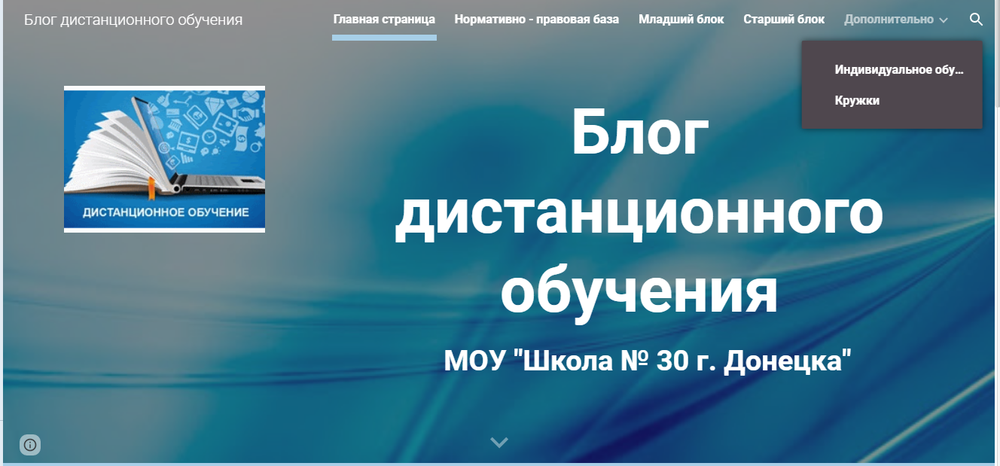 Блог дистанционного обучения
Главная страница
Нормативно - правовая база
Младший блок
Старший блок
Дополнительно
Индивидуальное обу...
Кружки
ДИСТАНЦИОННОЕ ОБУЧЕНИЕ
Блог
дистанционного
обучения
МОУ "Школа № 30 г. Донецка"